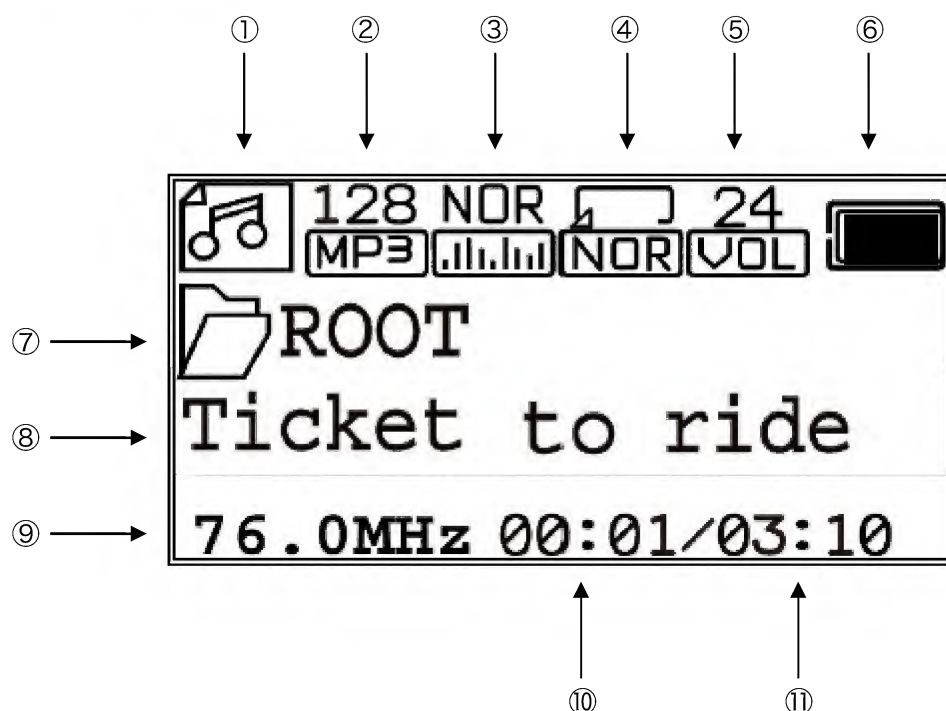 ① ② ③ ④ ⑤ ⑥
128 NOR 24
MP3 NOR VOL
⑦ ROOT
⑧ Ticket to ride
⑨ 76.0MHz 00:01/03:10
⑩ ⑪